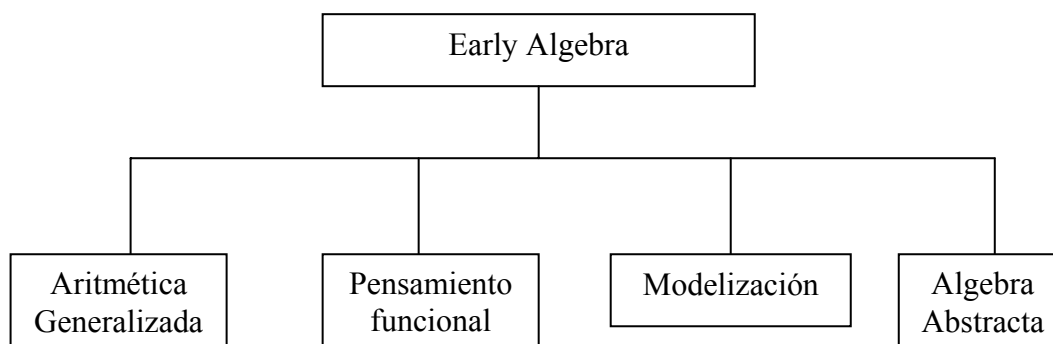 Early Algebra
Aritmética
Generalizada
Pensamiento
funcional
Modelización
Algebra
Abstracta